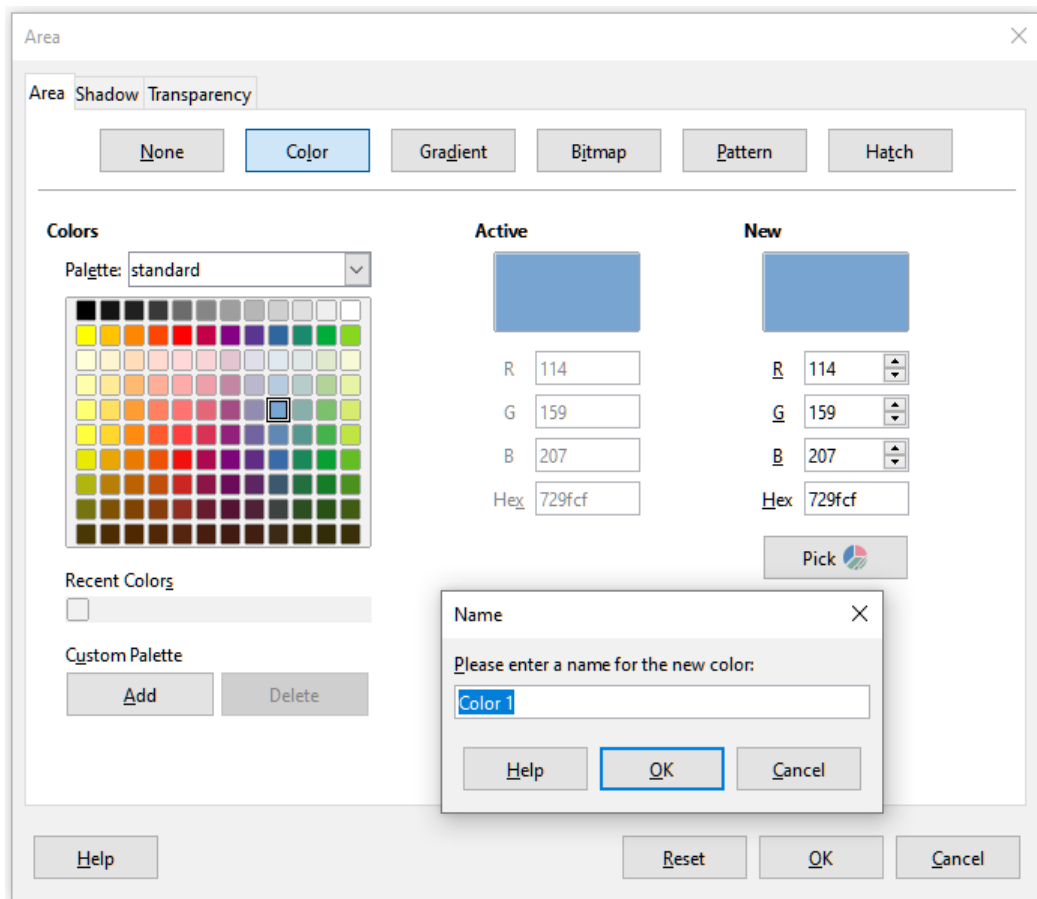 Area
Area Shadow Transparency
None Color Gradient Bitmap Pattern Hatch
Colors Active New
Palette: standard
R 114 R 114
G 159 G 159
B 207 B 207
Hex 729fcf Hex 729fcf
Pick
Recent Colors
Name
Custom Palette
Please enter a name for the new color:
Add Delete
Color 1
Help OK Cancel
Help Reset OK Cancel